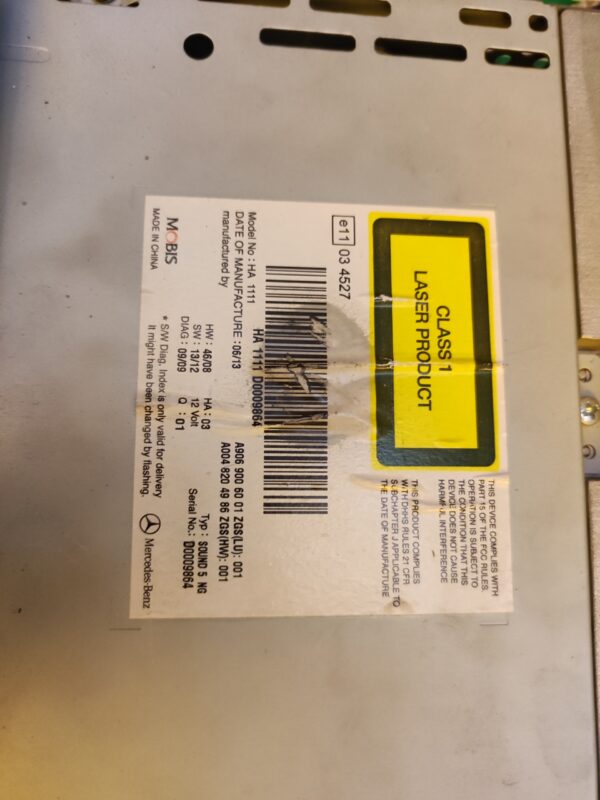 CLASS 1
LASER PRODUCT
THIS DEVICE COMPLIES WITH
PART 15 OF THE FCC RULES.
OPERATION IS SUBJECT TO
THE CONDITION THAT THIS
DEVICE DOES NOT CAUSE
HARMFUL INTERFERENCE
THIS PRODUCT COMPLIES
WITH DHHS RULES 21 CFR
SUBCHAPTER J APPLICABLE TO
THE DATE OF MANUFACTURE
e11 03 4527
HA 1111 D0009864
Model No : HA 1111
DATE OF MANUFACTURE : 06/13
manufactured by
A906 900 60 01 ZGS(LU): 001
A004 820 49 86 ZGS(HW): 001
HW : 46/08 HA : 03
SW : 13/12 12 Volt
DIAG : 09/09 Q : 01
Typ : SOUND 5 NG
Serial No.: D0009864
MOBIS
MADE IN CHINA
* S/W Diag. Index is only valid for delivery
It might have been changed by flashing.
Mercedes-Benz